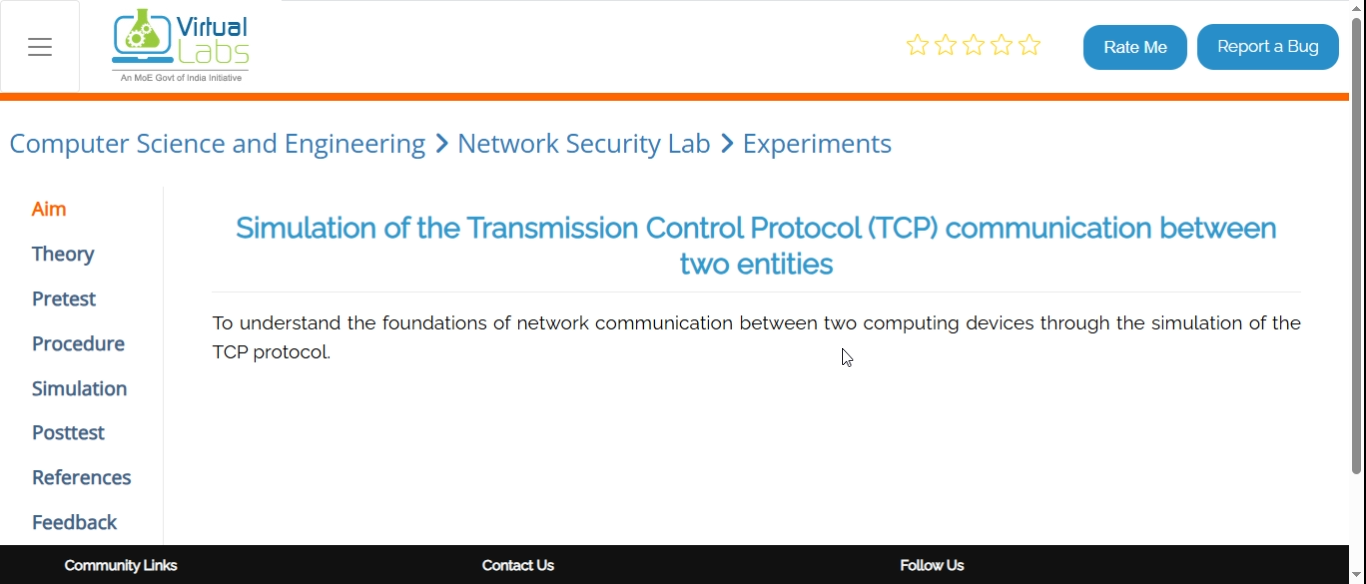 Virtual
Labs
An MoE Govt of India Initiative
Rate Me
Report a Bug
Computer Science and Engineering
Network Security Lab
Experiments
Aim
Theory
Pretest
Procedure
Simulation
Posttest
References
Feedback
Simulation of the Transmission Control Protocol (TCP) communication between
two entities
To understand the foundations of network communication between two computing devices through the simulation of the
TCP protocol.
Community Links
Contact Us
Follow Us